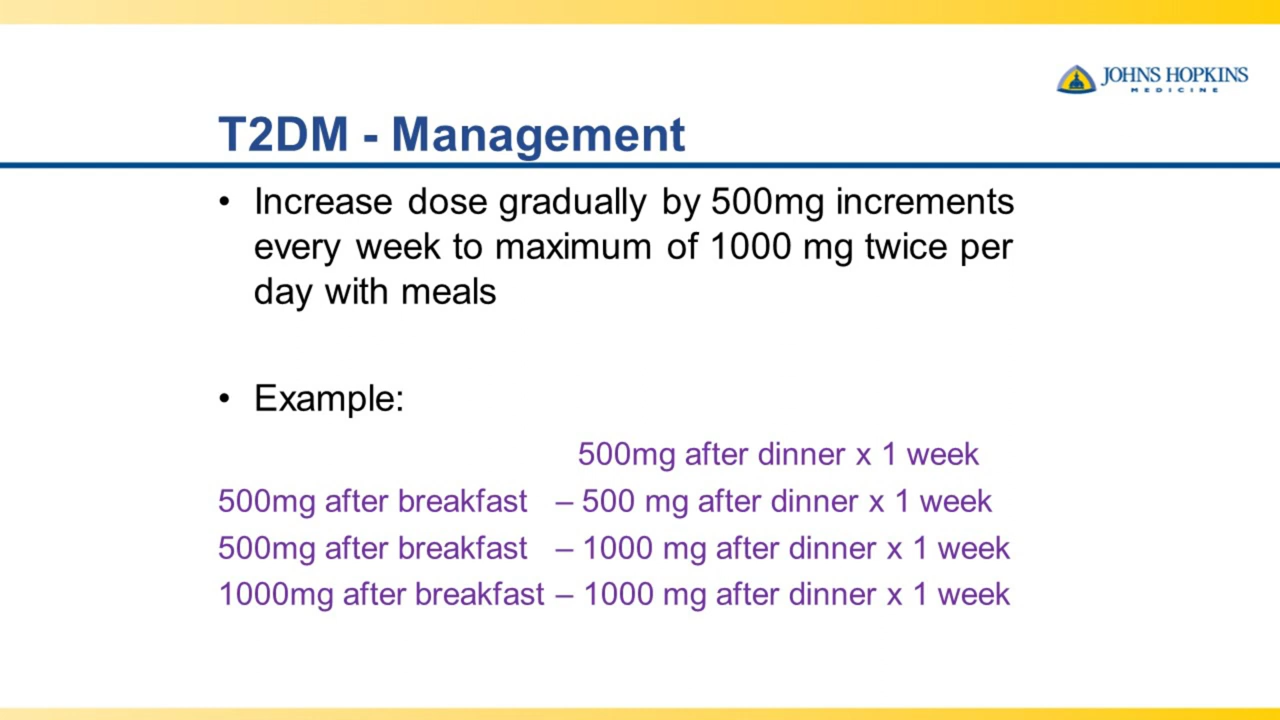 JOHNS HOPKINS
MEDICINE
T2DM - Management
• Increase dose gradually by 500mg increments
every week to maximum of 1000 mg twice per
day with meals
• Example:
500mg after dinner x 1 week
500mg after breakfast – 500 mg after dinner x 1 week
500mg after breakfast – 1000 mg after dinner x 1 week
1000mg after breakfast – 1000 mg after dinner x 1 week